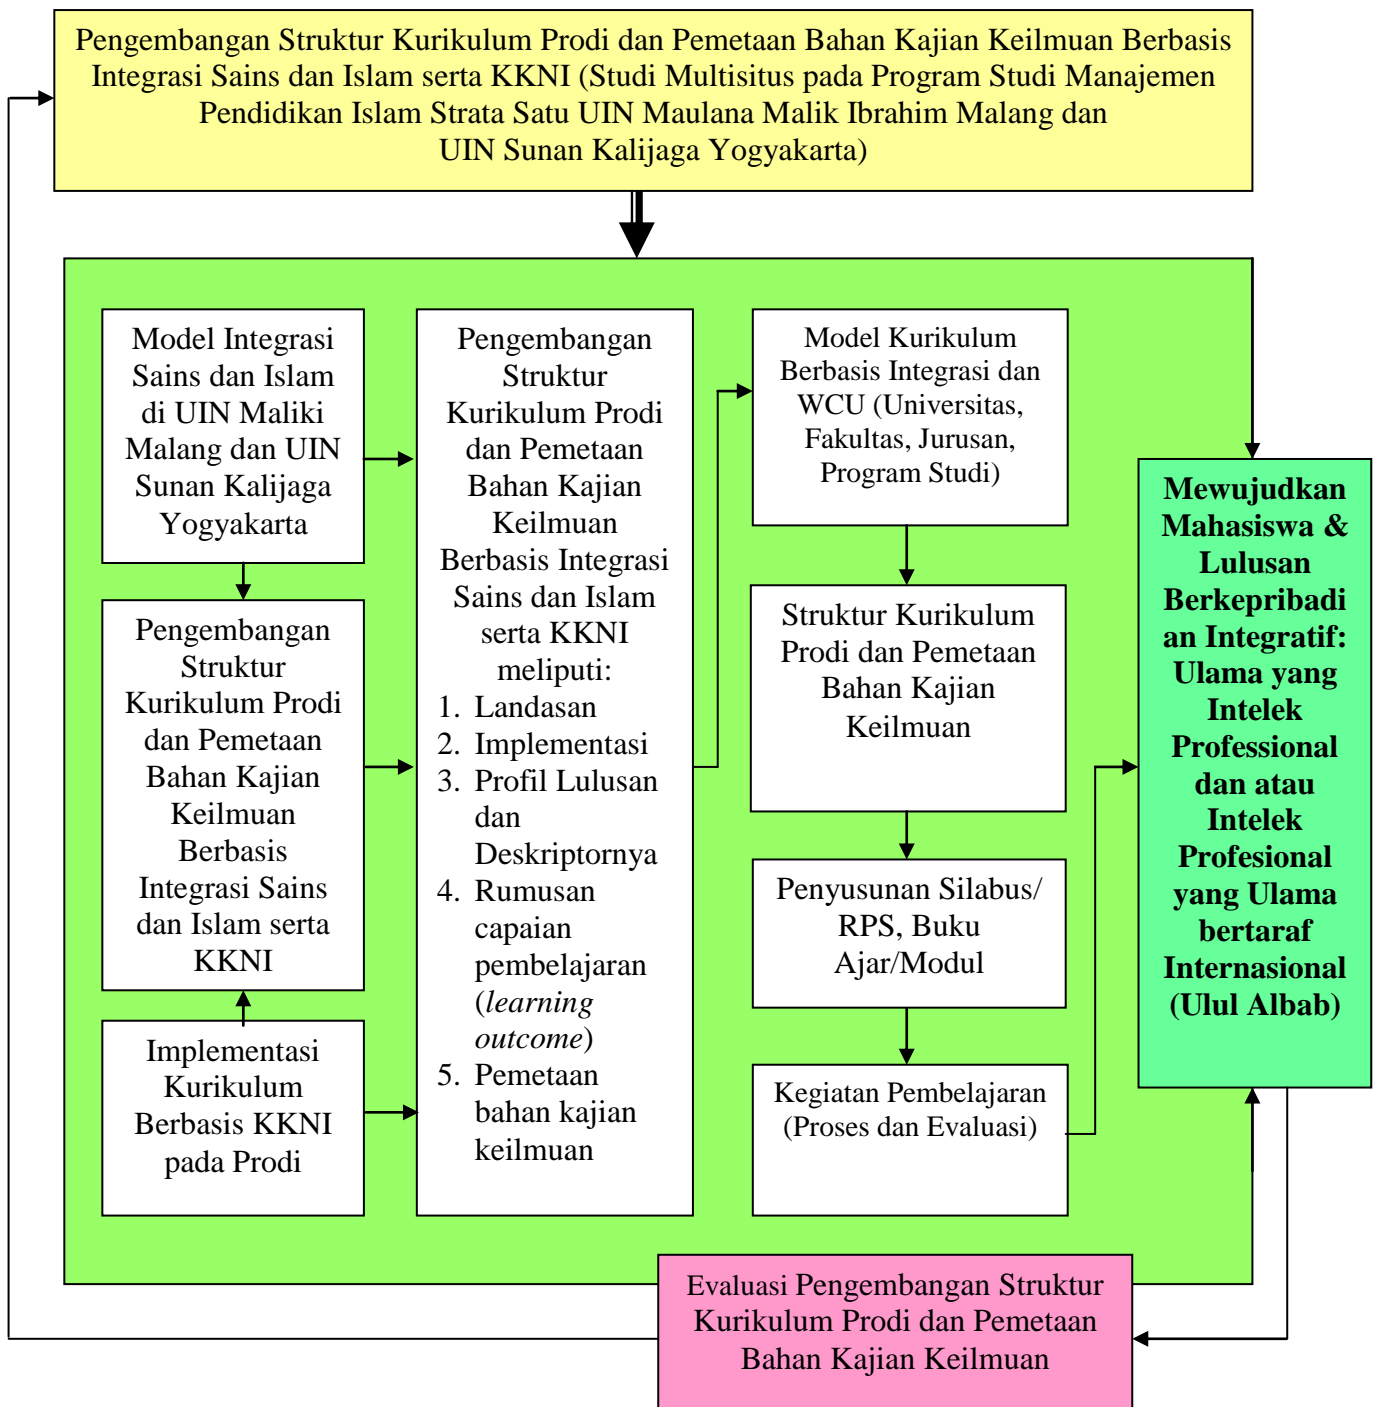 Pengembangan Struktur Kurikulum Prodi dan Pemetaan Bahan Kajian Keilmuan Berbasis
Integrasi Sains dan Islam serta KKNI (Studi Multisitus pada Program Studi Manajemen
Pendidikan Islam Strata Satu UIN Maulana Malik Ibrahim Malang dan
UIN Sunan Kalijaga Yogyakarta)
Model Integrasi
Sains dan Islam
di UIN Maliki
Malang dan UIN
Sunan Kalijaga
Yogyakarta
Pengembangan
Struktur
Kurikulum Prodi
dan Pemetaan
Bahan Kajian
Keilmuan
Berbasis
Integrasi Sains
dan Islam serta
KKNI
Implementasi
Kurikulum
Berbasis KKNI
pada Prodi
Pengembangan
Struktur
Kurikulum Prodi
dan Pemetaan
Bahan Kajian
Keilmuan
Berbasis Integrasi
Sains dan Islam
serta KKNI
meliputi:
1. Landasan
2. Implementasi
3. Profil Lulusan
dan
Deskriptornya
4. Rumusan
capaian
pembelajaran
(learning
outcome)
5. Pemetaan
bahan kajian
keilmuan
Model Kurikulum
Berbasis Integrasi dan
WCU (Universitas,
Fakultas, Jurusan,
Program Studi)
Struktur Kurikulum
Prodi dan Pemetaan
Bahan Kajian
Keilmuan
Penyusunan Silabus/
RPS, Buku
Ajar/Modul
Kegiatan Pembelajaran
(Proses dan Evaluasi)
Mewujudkan
Mahasiswa &
Lulusan
Berkepribadi
an Integratif:
Ulama yang
Intelek
Professional
dan atau
Intelek
Profesional
yang Ulama
bertaraf
Internasional
(Ulul Albab)
Evaluasi Pengembangan Struktur
Kurikulum Prodi dan Pemetaan
Bahan Kajian Keilmuan